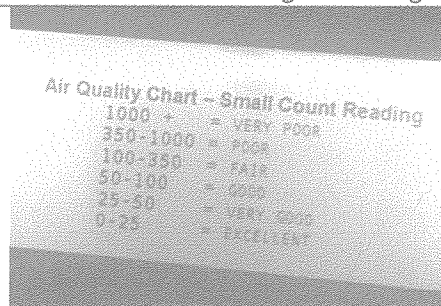 Air Quality Chart – Small Count Reading
1000 + = VERY POOR
350-1000 = POOR
100-350 = FAIR
50-100 = GOOD
25-50 = VERY GOOD
0-25 = EXCELLENT